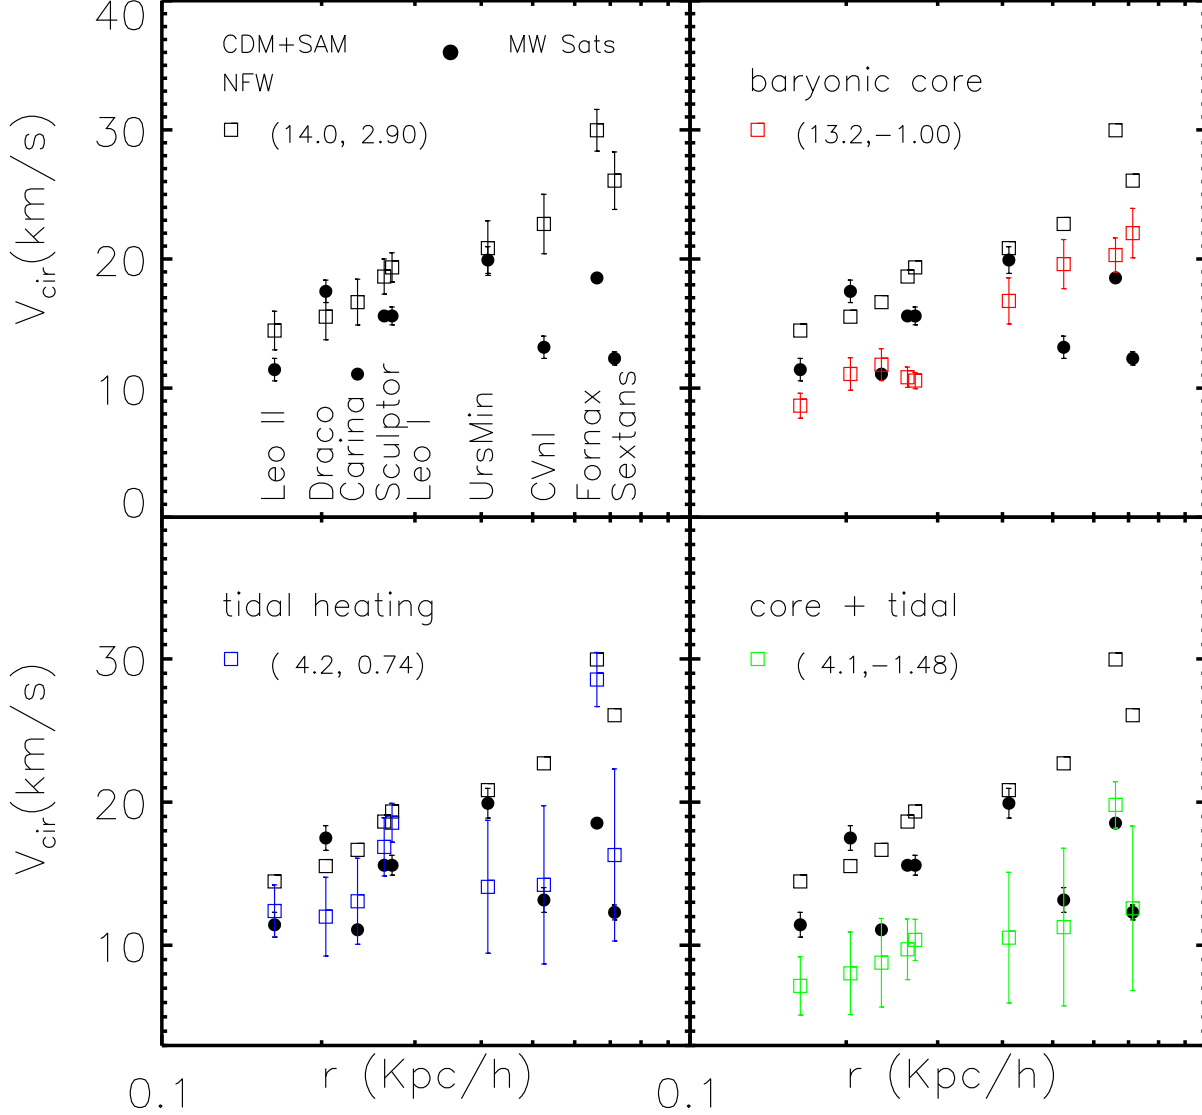 40
CDM+SAM
MW Sats
NFW
(14.0, 2.90)
30
20
10
0
V_cir(km/s)
Leo II
Draco
Carina
Sculptor
Leo I
UrsMin
CVnI
Fornax
Sextans
baryonic core
(13.2,−1.00)
tidal heating
( 4.2, 0.74)
30
20
10
V_cir(km/s)
core + tidal
( 4.1,−1.48)
r (Kpc/h)
r (Kpc/h)
0.1
0.1